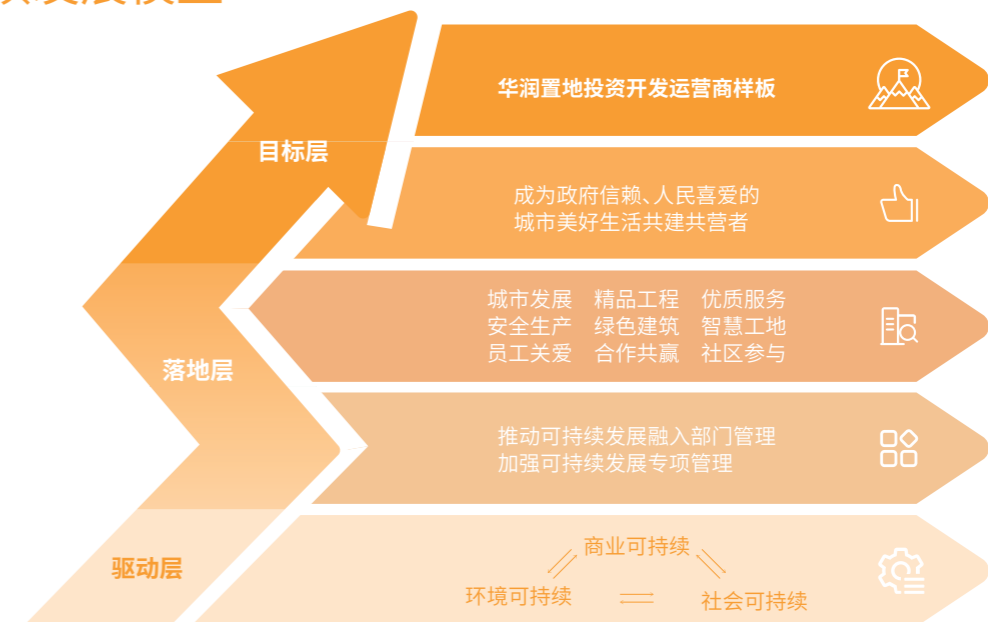 目标层
华润置地投资开发运营商样板
成为政府信赖、人民喜爱的
城市美好生活共建共营者
落地层
城市发展 精品工程 优质服务
安全生产 绿色建筑 智慧工地
员工关爱 合作共赢 社区参与
推动可持续发展融入部门管理
加强可持续发展专项管理
驱动层
商业可持续
环境可持续
社会可持续